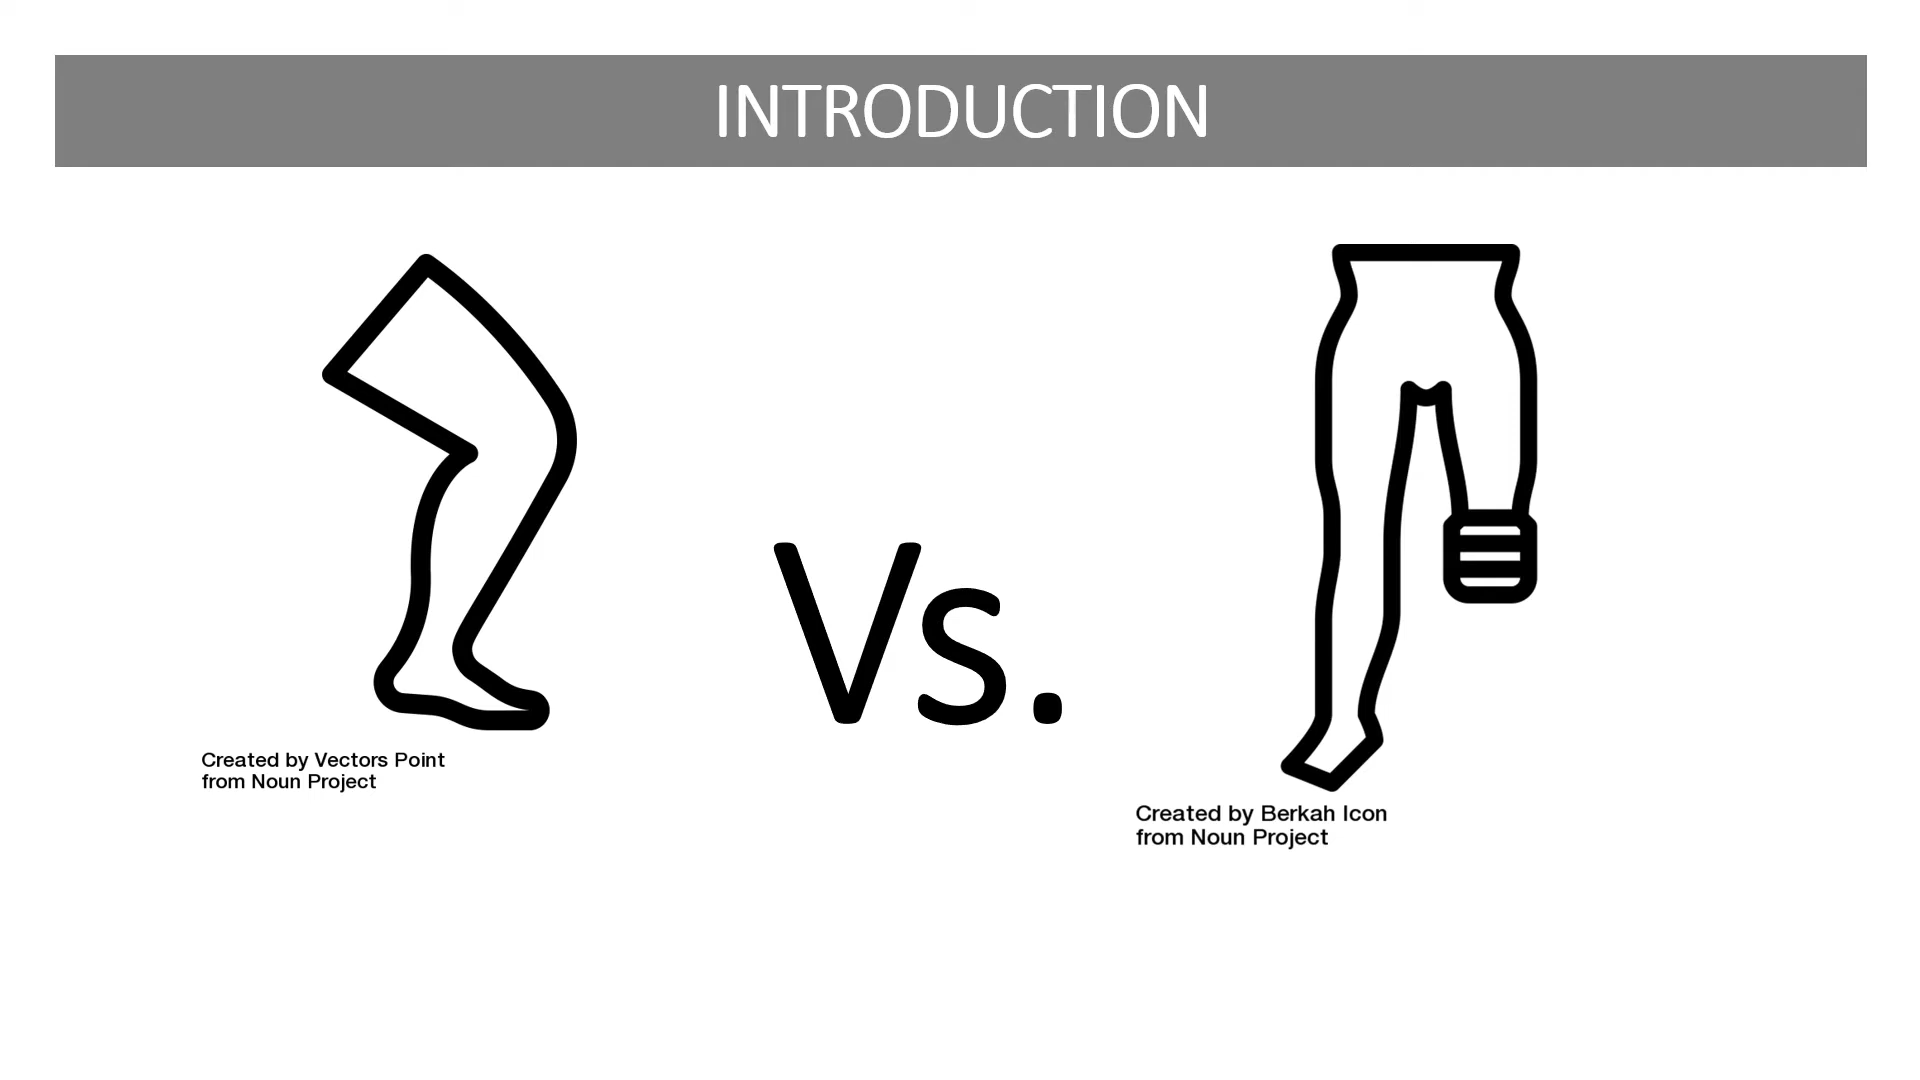 INTRODUCTION
Vs.
Created by Vectors Point
from Noun Project
Created by Berkah Icon
from Noun Project